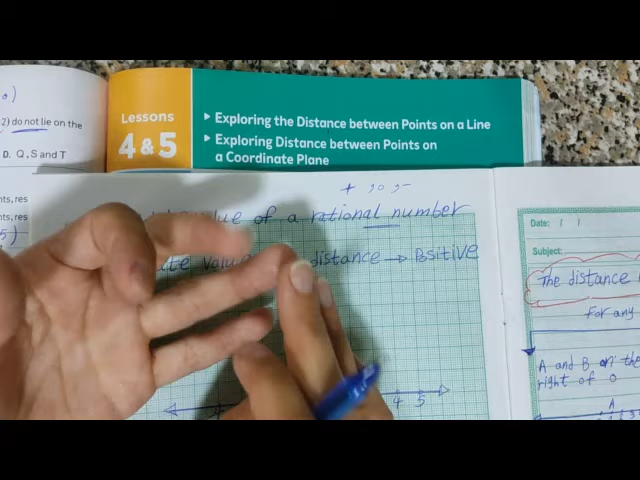 2) do not lie on the
D. Q, S and T
nts, res
nts, res
5)
Lessons
4 & 5
Exploring the Distance between Points on a Line
Exploring Distance between Points on
a Coordinate Plane
+ , 0 , -
value of a rational number
value distance → Positive
4 5
Date: / /
Subject:
The distance
For any
A and B on the
right of 0
A